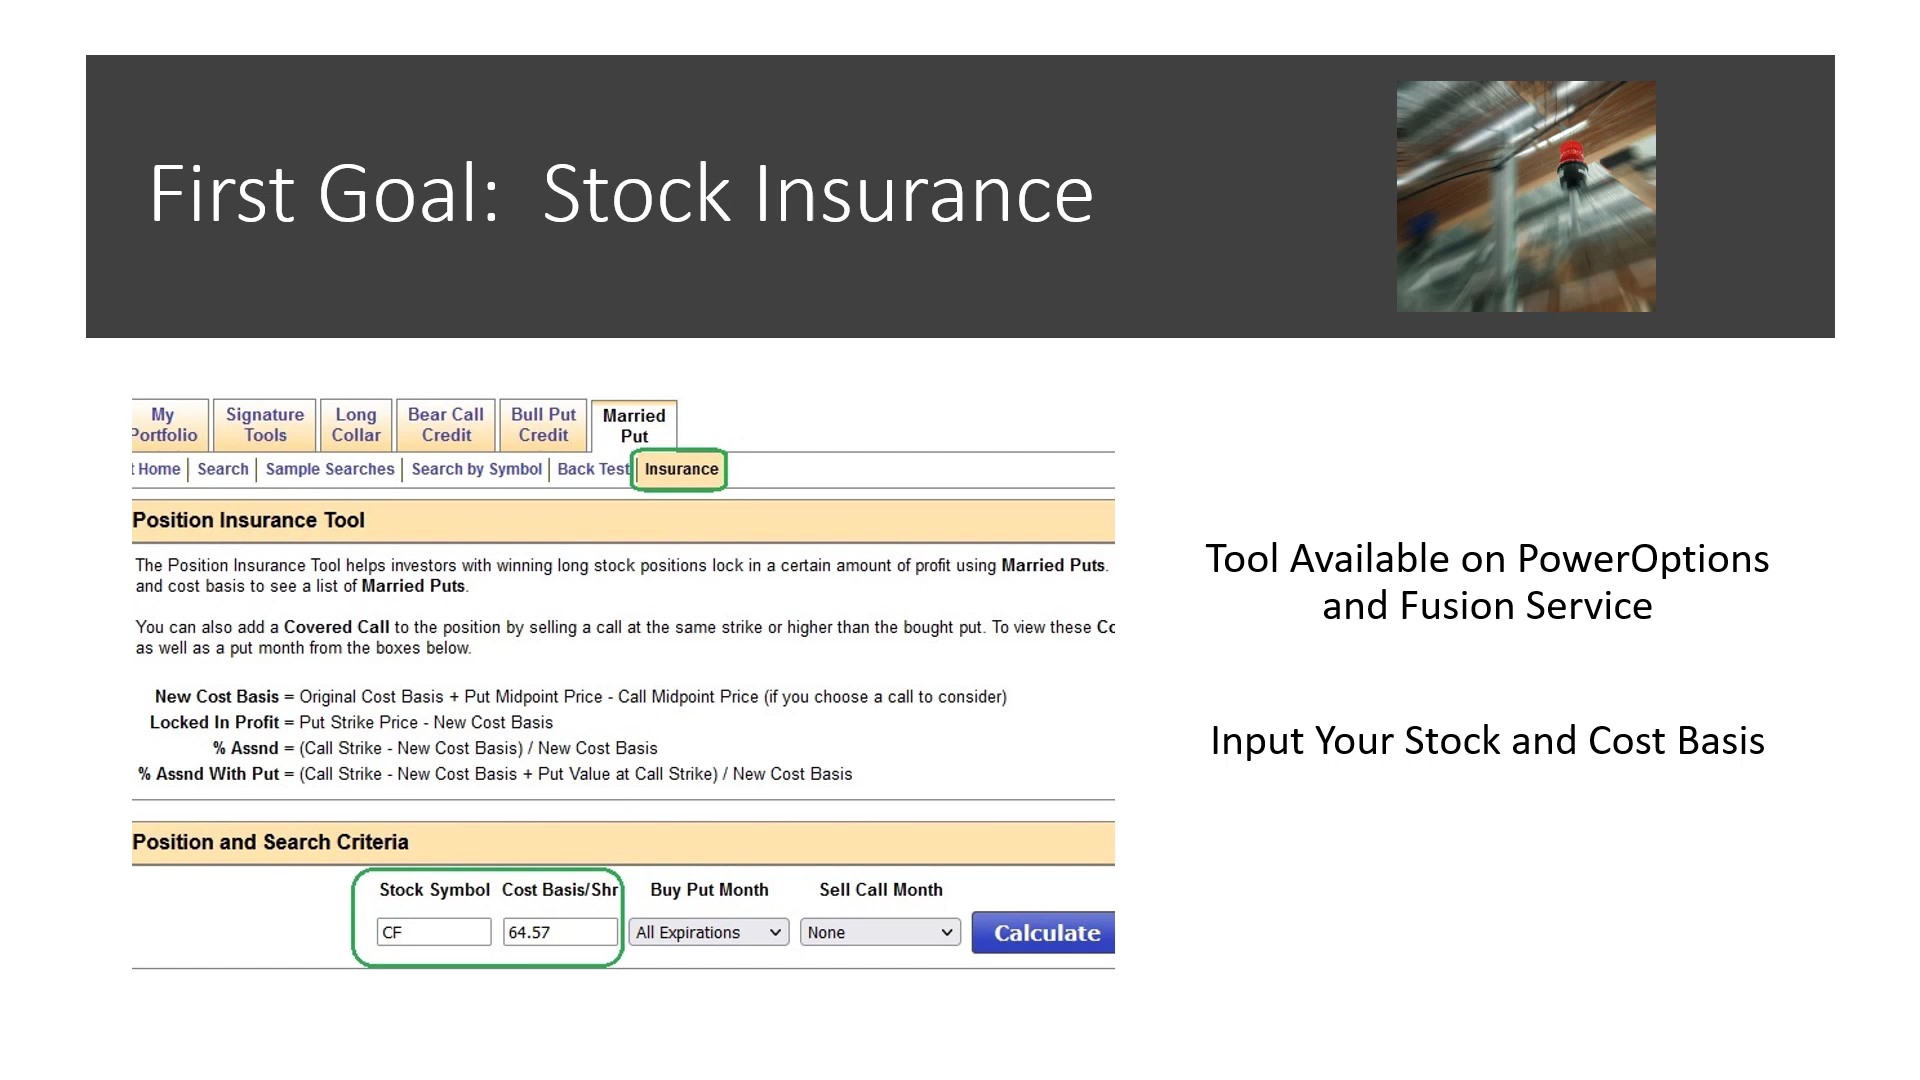 First Goal:  Stock Insurance
My Portfolio
Signature Tools
Long Collar
Bear Call Credit
Bull Put Credit
Married Put
t Home | Search | Sample Searches | Search by Symbol | Back Test | Insurance
Position Insurance Tool
The Position Insurance Tool helps investors with winning long stock positions lock in a certain amount of profit using Married Puts.
and cost basis to see a list of Married Puts.
You can also add a Covered Call to the position by selling a call at the same strike or higher than the bought put. To view these Co
as well as a put month from the boxes below.
New Cost Basis = Original Cost Basis + Put Midpoint Price - Call Midpoint Price (if you choose a call to consider)
Locked In Profit = Put Strike Price - New Cost Basis
% Assnd = (Call Strike - New Cost Basis) / New Cost Basis
% Assnd With Put = (Call Strike - New Cost Basis + Put Value at Call Strike) / New Cost Basis
Position and Search Criteria
Stock Symbol Cost Basis/Shr Buy Put Month Sell Call Month
CF 64.57 All Expirations None Calculate
Tool Available on PowerOptions
and Fusion Service
Input Your Stock and Cost Basis